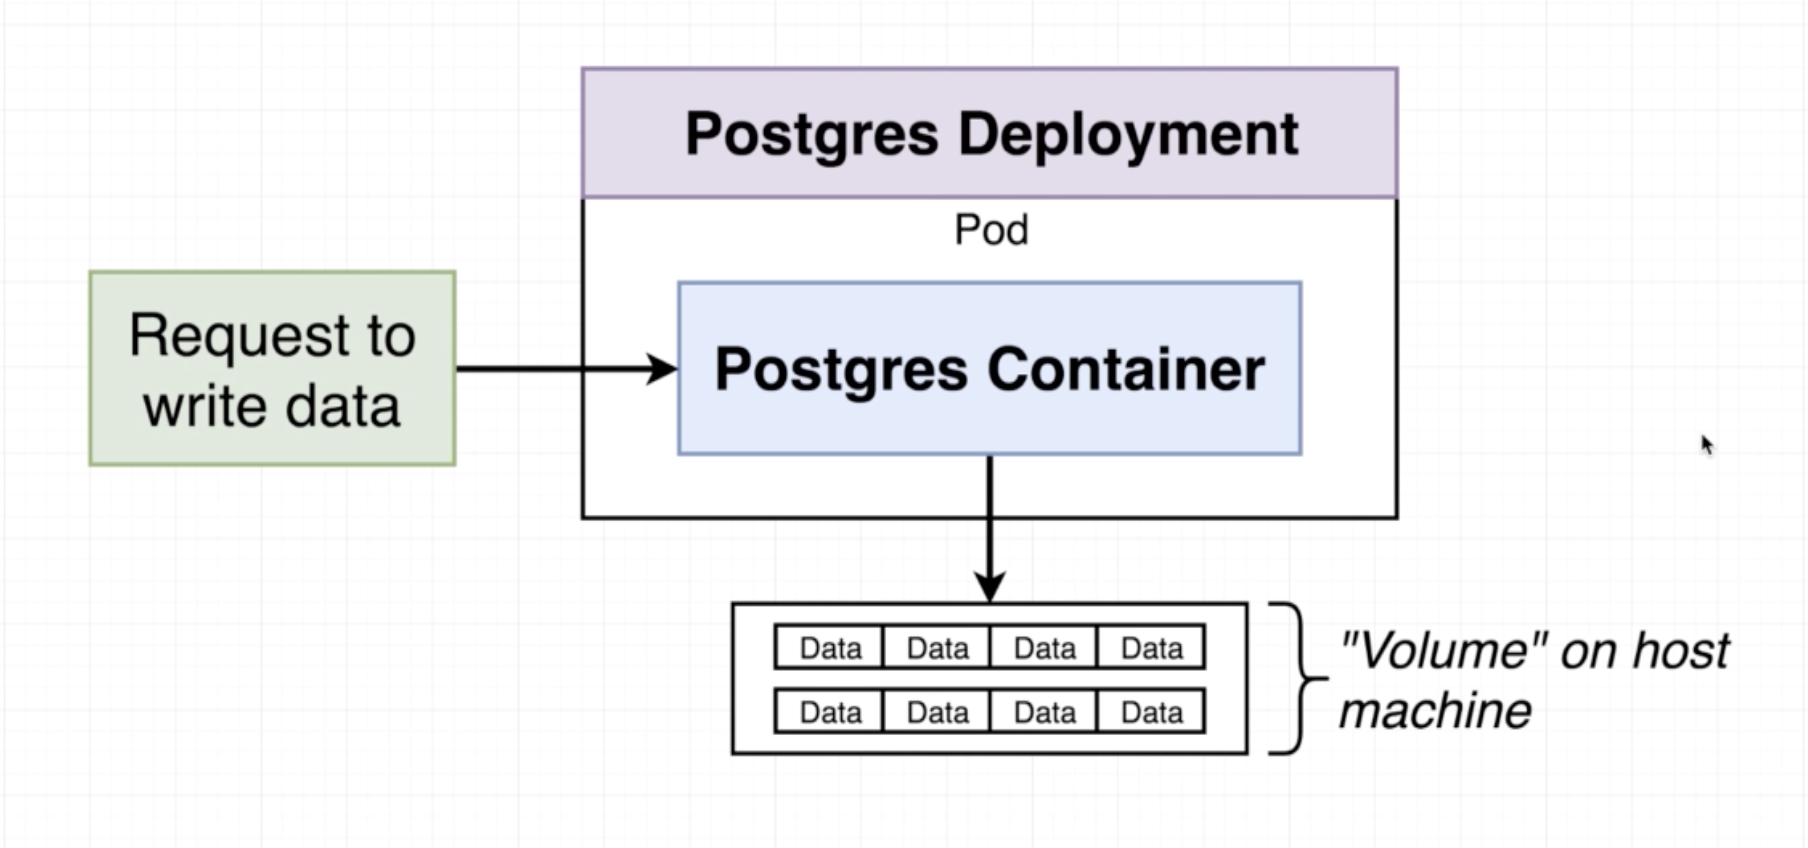 Postgres Deployment
Pod
Request to
write data
Postgres Container
Data Data Data Data
Data Data Data Data
"Volume" on host
machine